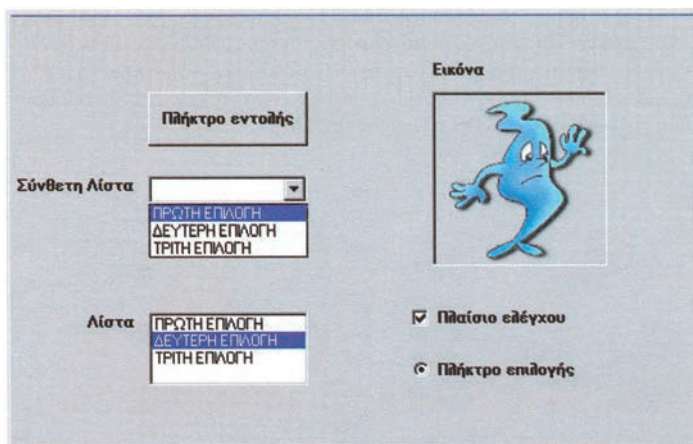 Πλήκτρο εντολής
Σύνθετη Λίστα
ΠΡΩΤΗ ΕΠΙΛΟΓΗ
ΔΕΥΤΕΡΗ ΕΠΙΛΟΓΗ
ΤΡΙΤΗ ΕΠΙΛΟΓΗ
Λίστα
ΠΡΩΤΗ ΕΠΙΛΟΓΗ
ΔΕΥΤΕΡΗ ΕΠΙΛΟΓΗ
ΤΡΙΤΗ ΕΠΙΛΟΓΗ
Εικόνα
Πλαίσιο ελέγχου
Πλήκτρο επιλογής